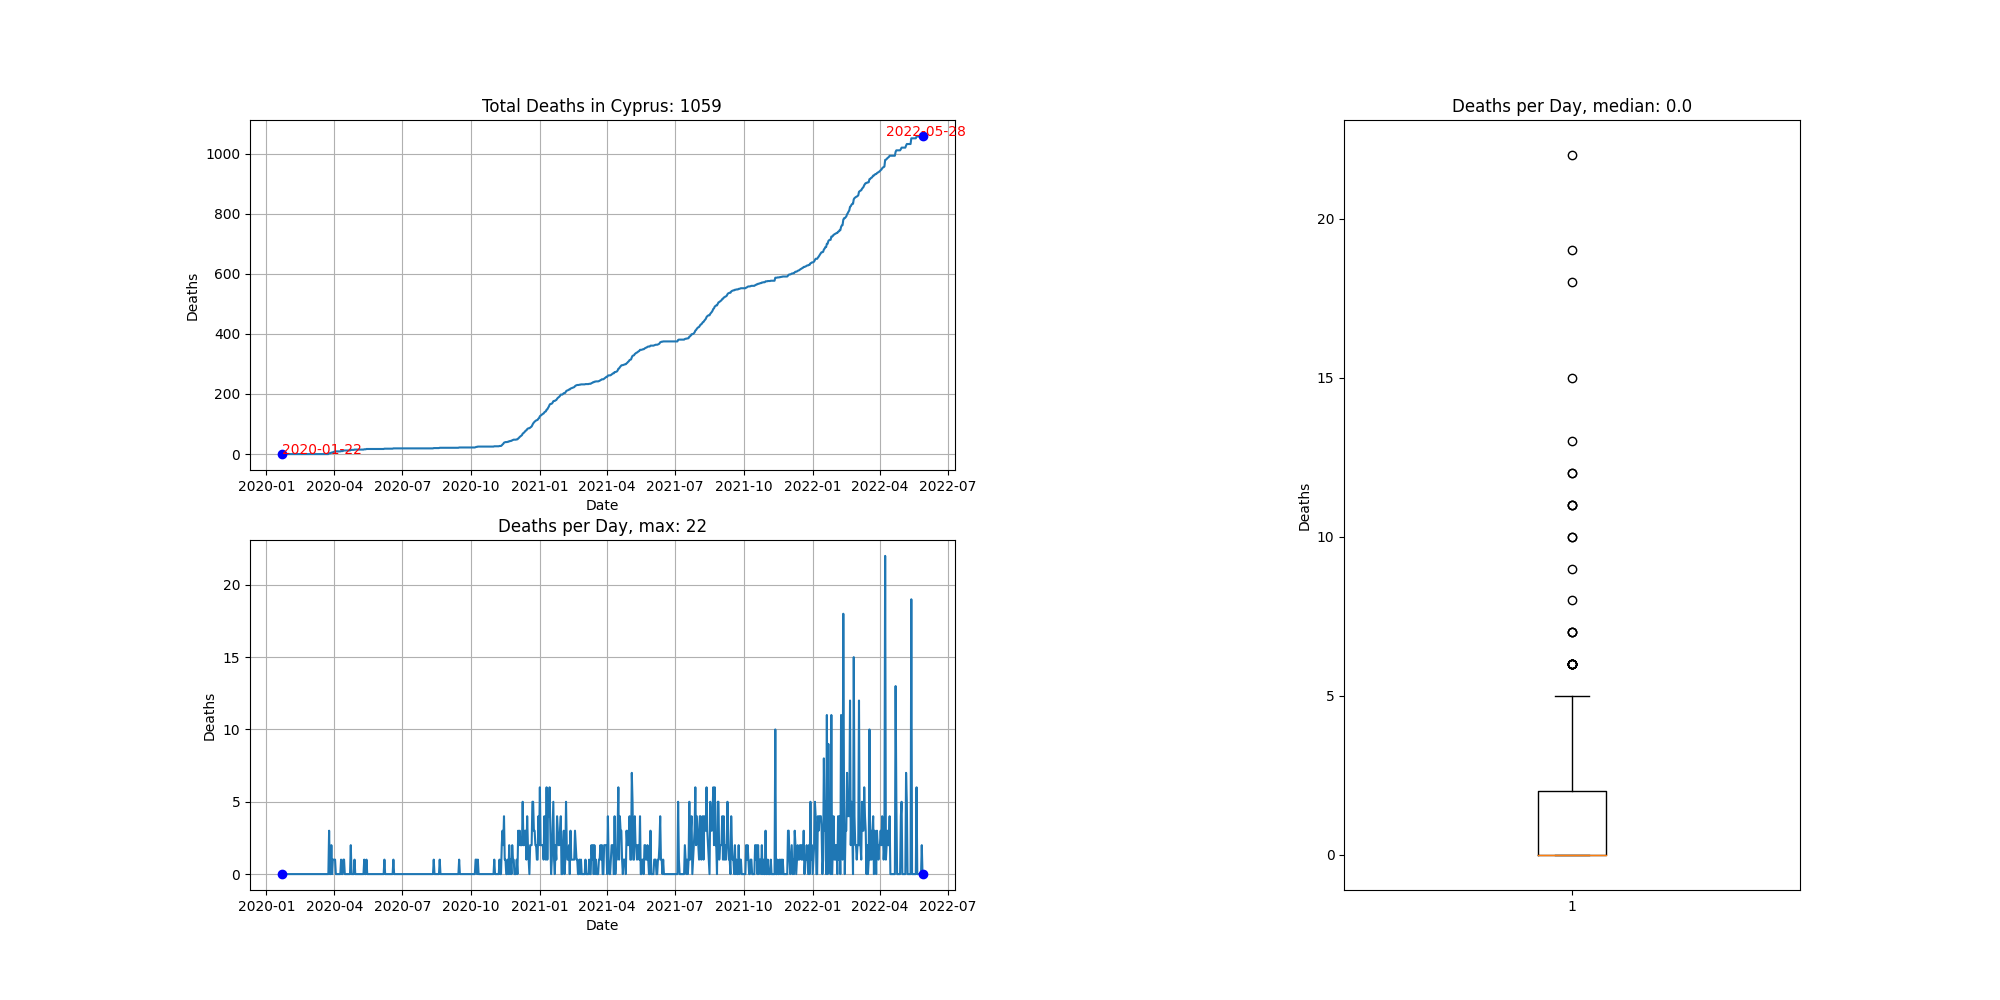 Total Deaths in Cyprus: 1059
Deaths
1000
800
600
400
200
0
2020-01-22
2022-05-28
2020-01 2020-04 2020-07 2020-10 2021-01 2021-04 2021-07 2021-10 2022-01 2022-04 2022-07
Date
Deaths per Day, max: 22
Deaths
20
15
10
5
0
2020-01 2020-04 2020-07 2020-10 2021-01 2021-04 2021-07 2021-10 2022-01 2022-04 2022-07
Date
Deaths per Day, median: 0.0
Deaths
20
15
10
5
0
1